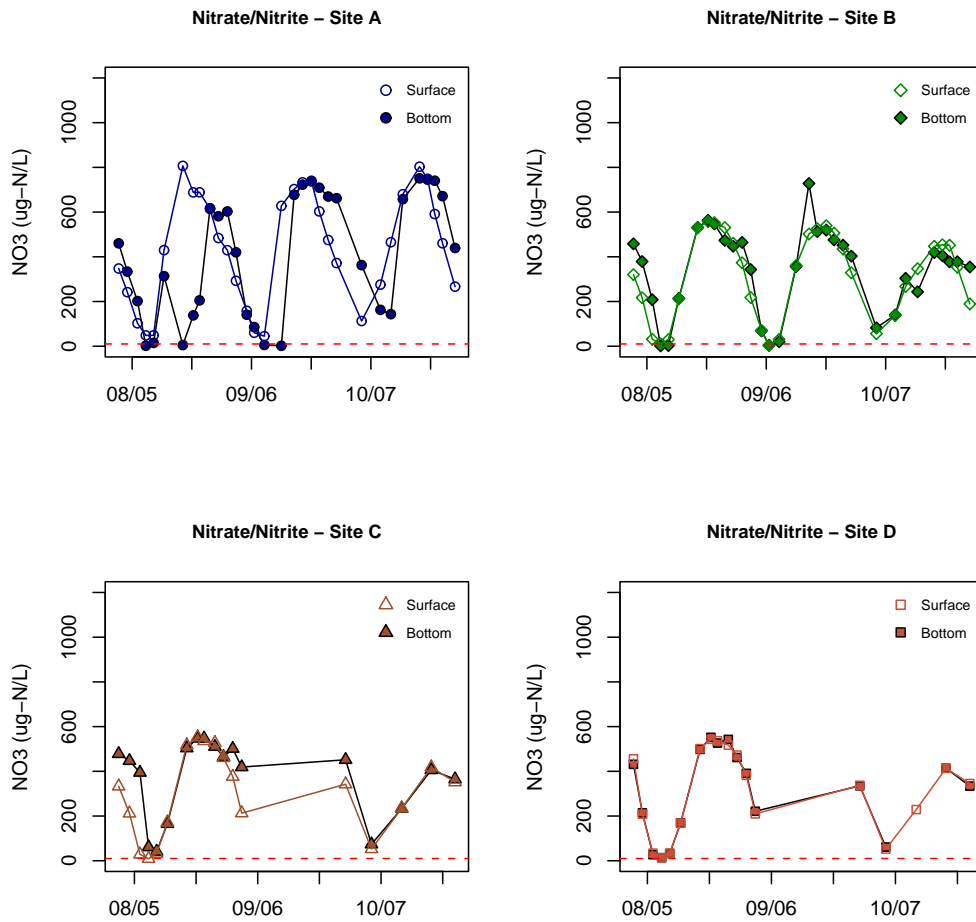 Nitrate/Nitrite − Site A
Surface
Bottom
NO3 (ug−N/L)
0 200 600 1000
08/05 09/06 10/07
Nitrate/Nitrite − Site B
Surface
Bottom
NO3 (ug−N/L)
0 200 600 1000
08/05 09/06 10/07
Nitrate/Nitrite − Site C
Surface
Bottom
NO3 (ug−N/L)
0 200 600 1000
08/05 09/06 10/07
Nitrate/Nitrite − Site D
Surface
Bottom
NO3 (ug−N/L)
0 200 600 1000
08/05 09/06 10/07